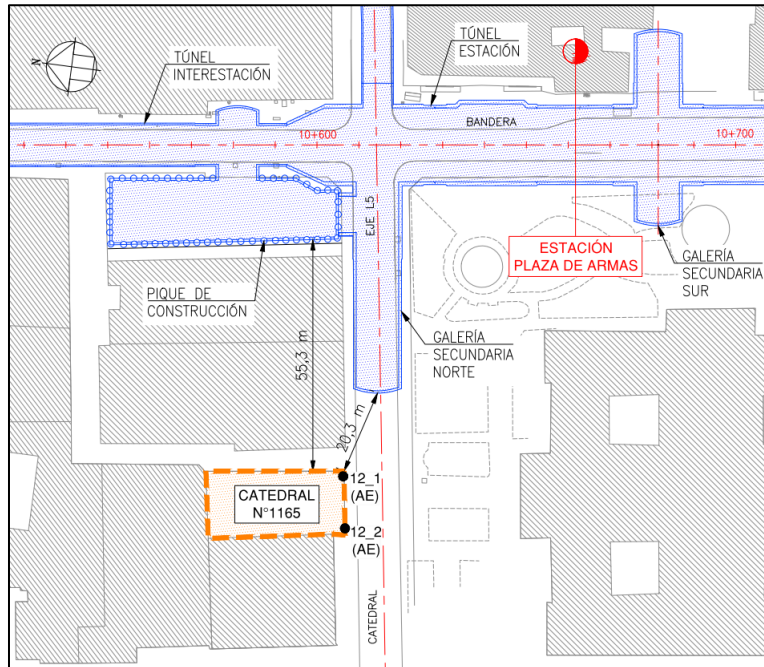 TÚNEL
INTERESTACIÓN
N
TÚNEL
ESTACIÓN
BANDERA
10+600
10+700
EJE L5
ESTACIÓN
PLAZA DE ARMAS
GALERÍA
SECUNDARIA
SUR
PIQUE DE
CONSTRUCCIÓN
55,3 m
GALERÍA
SECUNDARIA
NORTE
20,3 m
CATEDRAL
N°1165
12_1
(AE)
12_2
(AE)
CATEDRAL